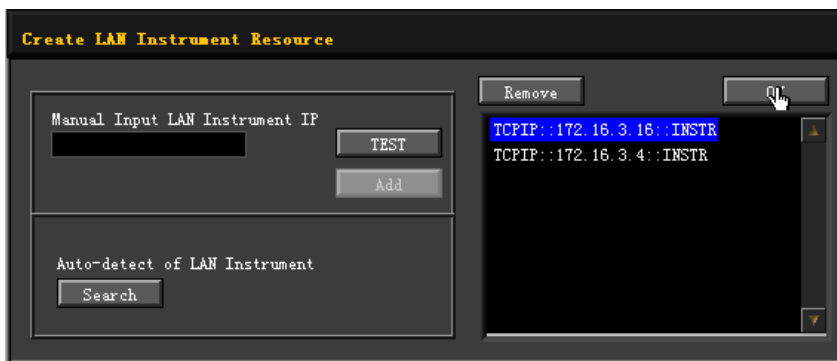 Create LAN Instrument Resource
Manual Input LAN Instrument IP
TEST
Add
Auto-detect of LAN Instrument
Search
Remove
TCPIP::172.16.3.16::INSTR
TCPIP::172.16.3.4::INSTR